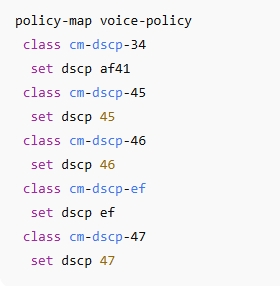 policy-map voice-policy
class cm-dscp-34
set dscp af41
class cm-dscp-45
set dscp 45
class cm-dscp-46
set dscp 46
class cm-dscp-ef
set dscp ef
class cm-dscp-47
set dscp 47